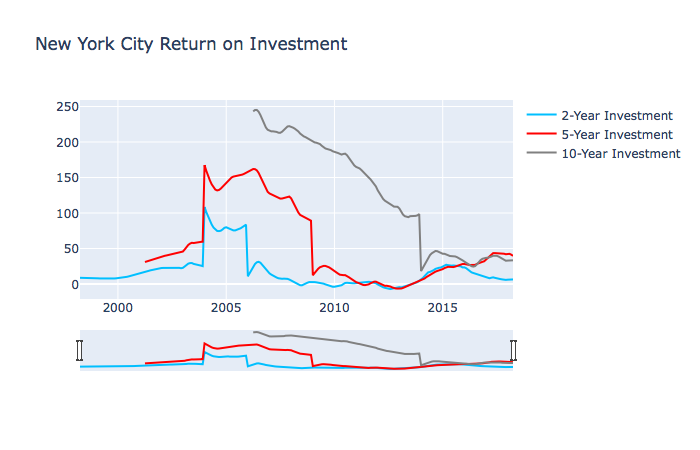 New York City Return on Investment
250
200
150
100
50
0
2000 2005 2010 2015
2-Year Investment
5-Year Investment
10-Year Investment